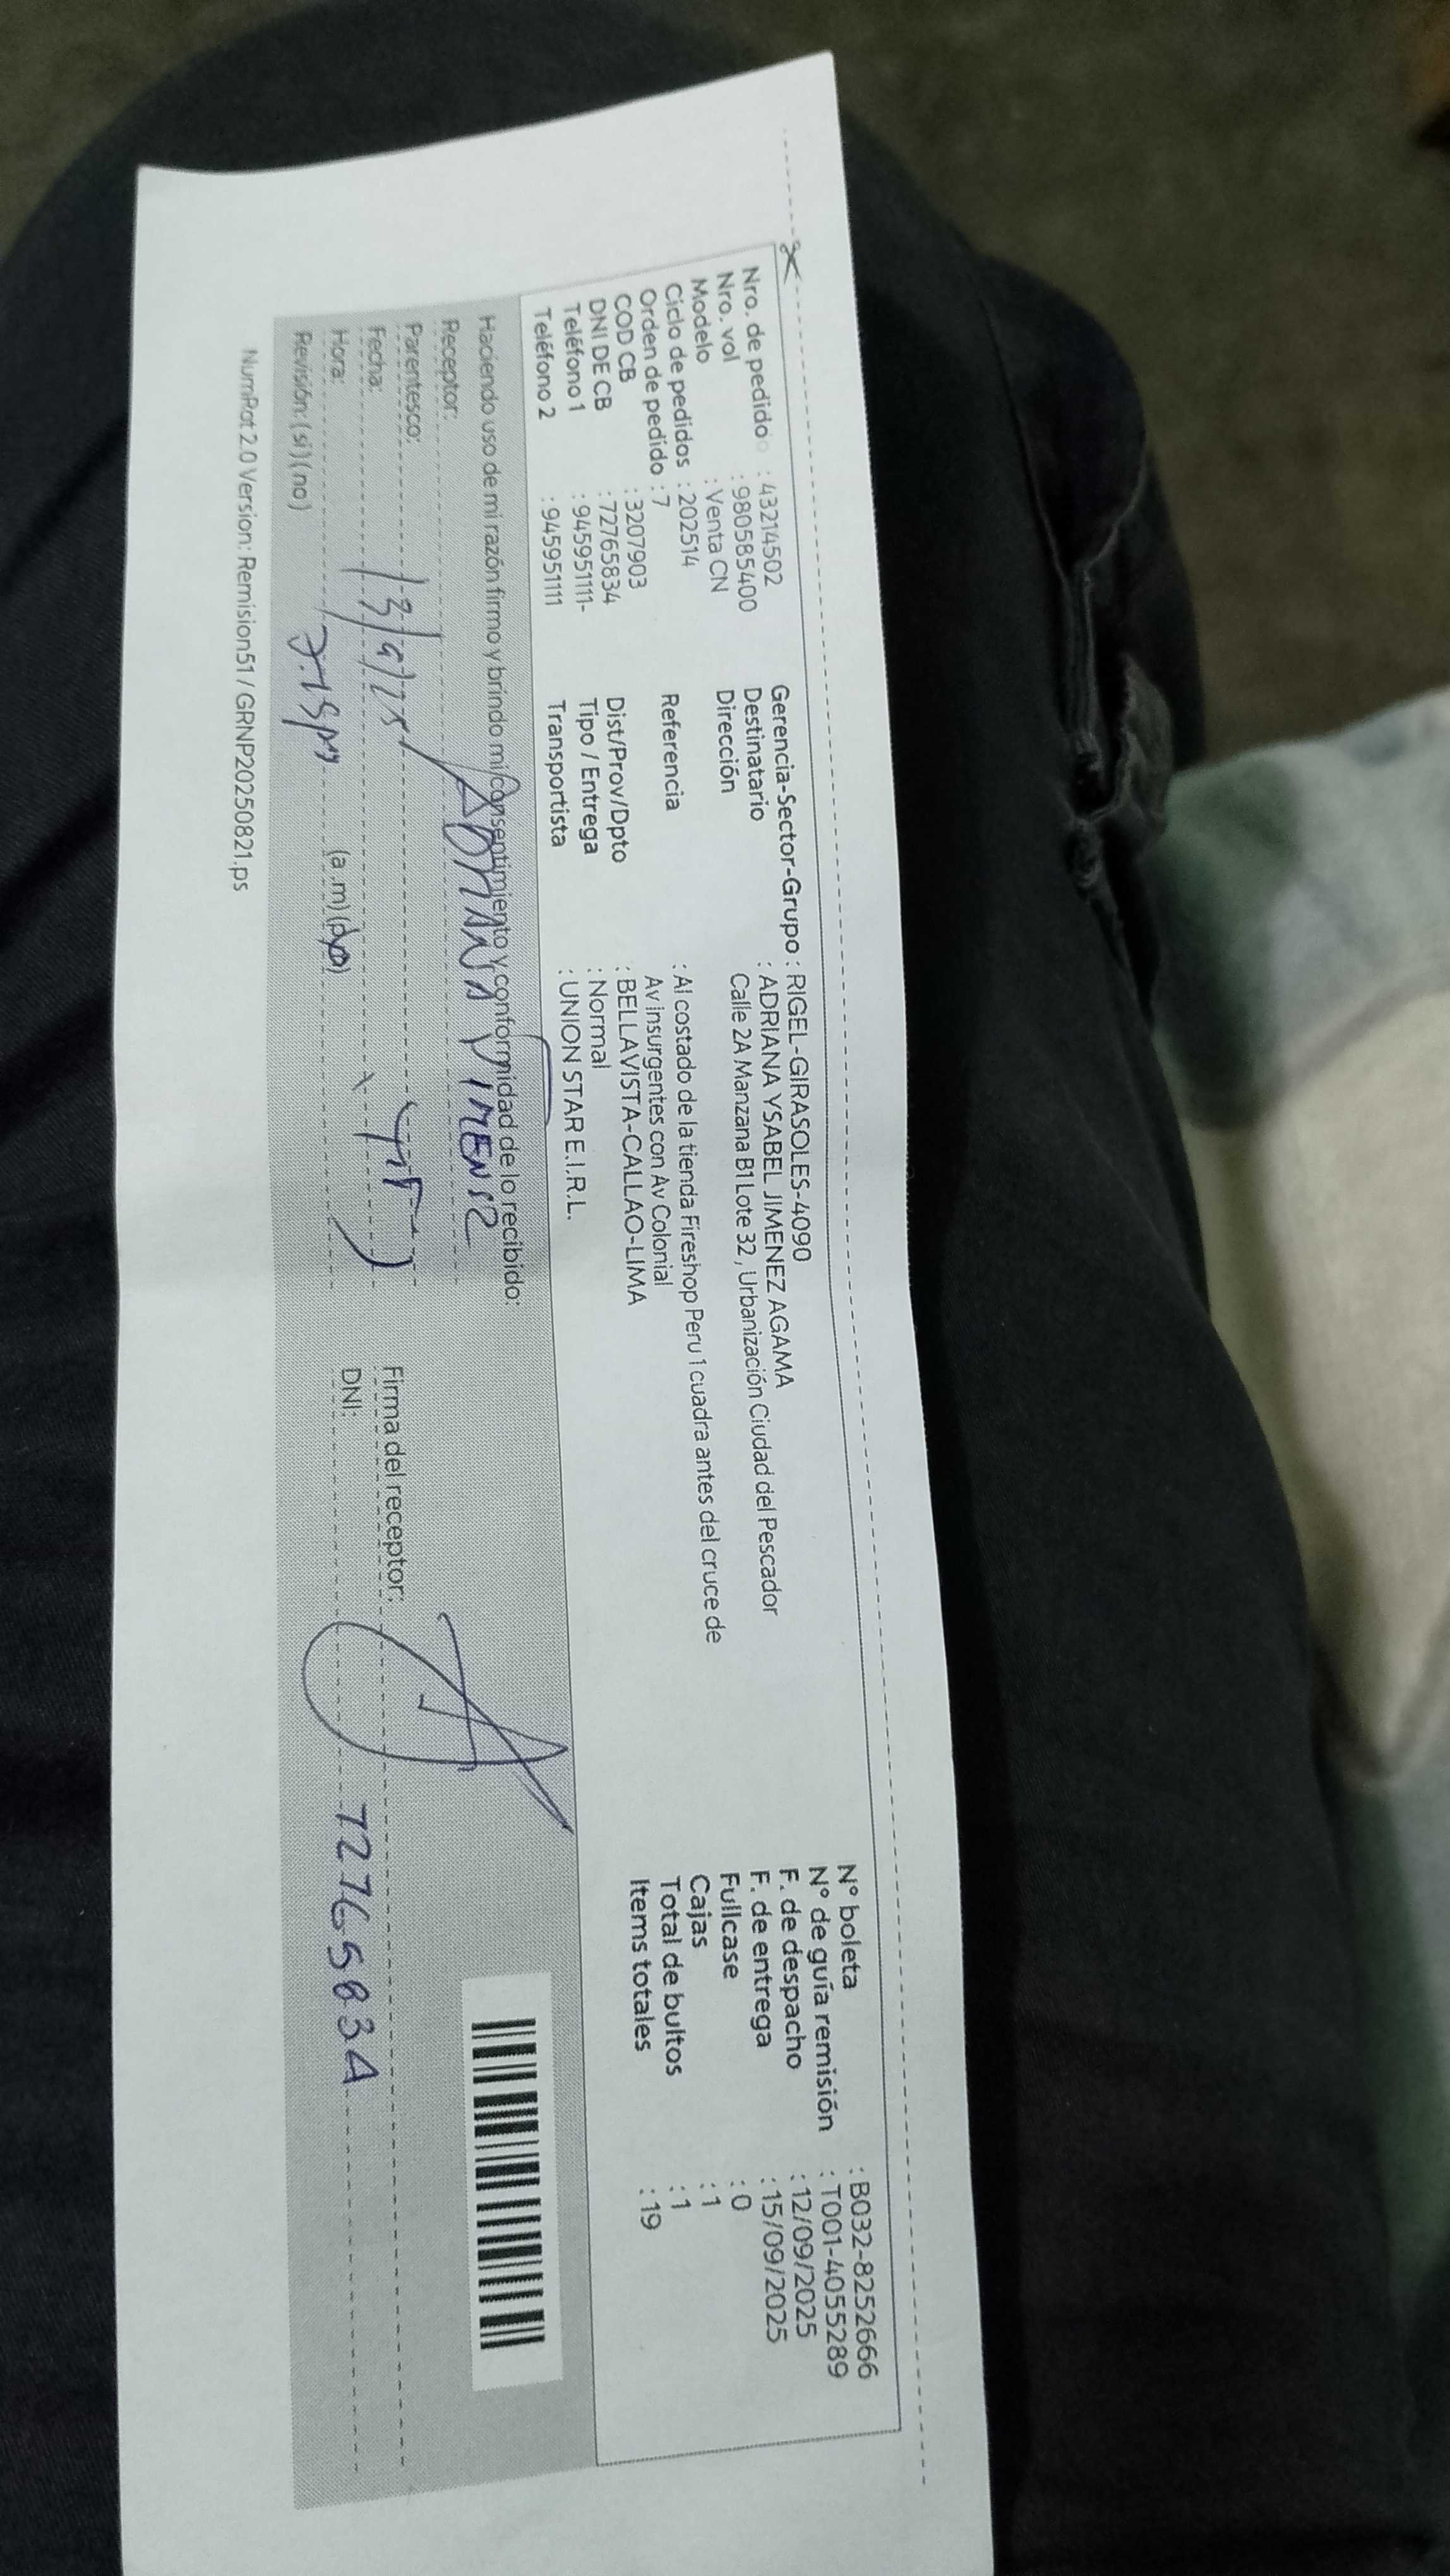 Nro. de pedido : 43214502
Nro. vol : 980585400
Modelo : Venta CN
Ciclo de pedidos : 202514
Orden de pedido : 7
COD CB : 3207903
DNI DE CB : 72765834
Teléfono 1 : 945951111-
Teléfono 2 : 945951111
Gerencia-Sector-Grupo : RIGEL-GIRASOLES-4090
Destinatario : ADRIANA YSABEL JIMENEZ AGAMA
Dirección Calle 2A Manzana B1 Lote 32 , Urbanización Ciudad del Pescador
Referencia : Al costado de la tienda Fireshop Peru 1 cuadra antes del cruce de
Av insurgentes con Av Colonial
Dist/Prov/Dpto : BELLAVISTA-CALLAO-LIMA
Tipo / Entrega : Normal
Transportista : UNION STAR E.I.R.L.
N° boleta : B032-8252666
N° de guía remisión : T001-4055289
F. de despacho : 12/09/2025
F. de entrega : 15/09/2025
Fullcase : 0
Cajas : 1
Total de bultos : 1
Items totales : 19
Haciendo uso de mi razón firmo y brindo mi consentimiento y conformidad de lo recibido:
Receptor: ADRIANA JIMENEZ
Parentesco:
Fecha: 13/9/25
Hora: 7:15pm (a.m) (p.m)
Revisión: (si) (no)
Firma del receptor:
DNI: 72765834
NumPat 2.0 Version: Remision51 / GRNP20250821.ps